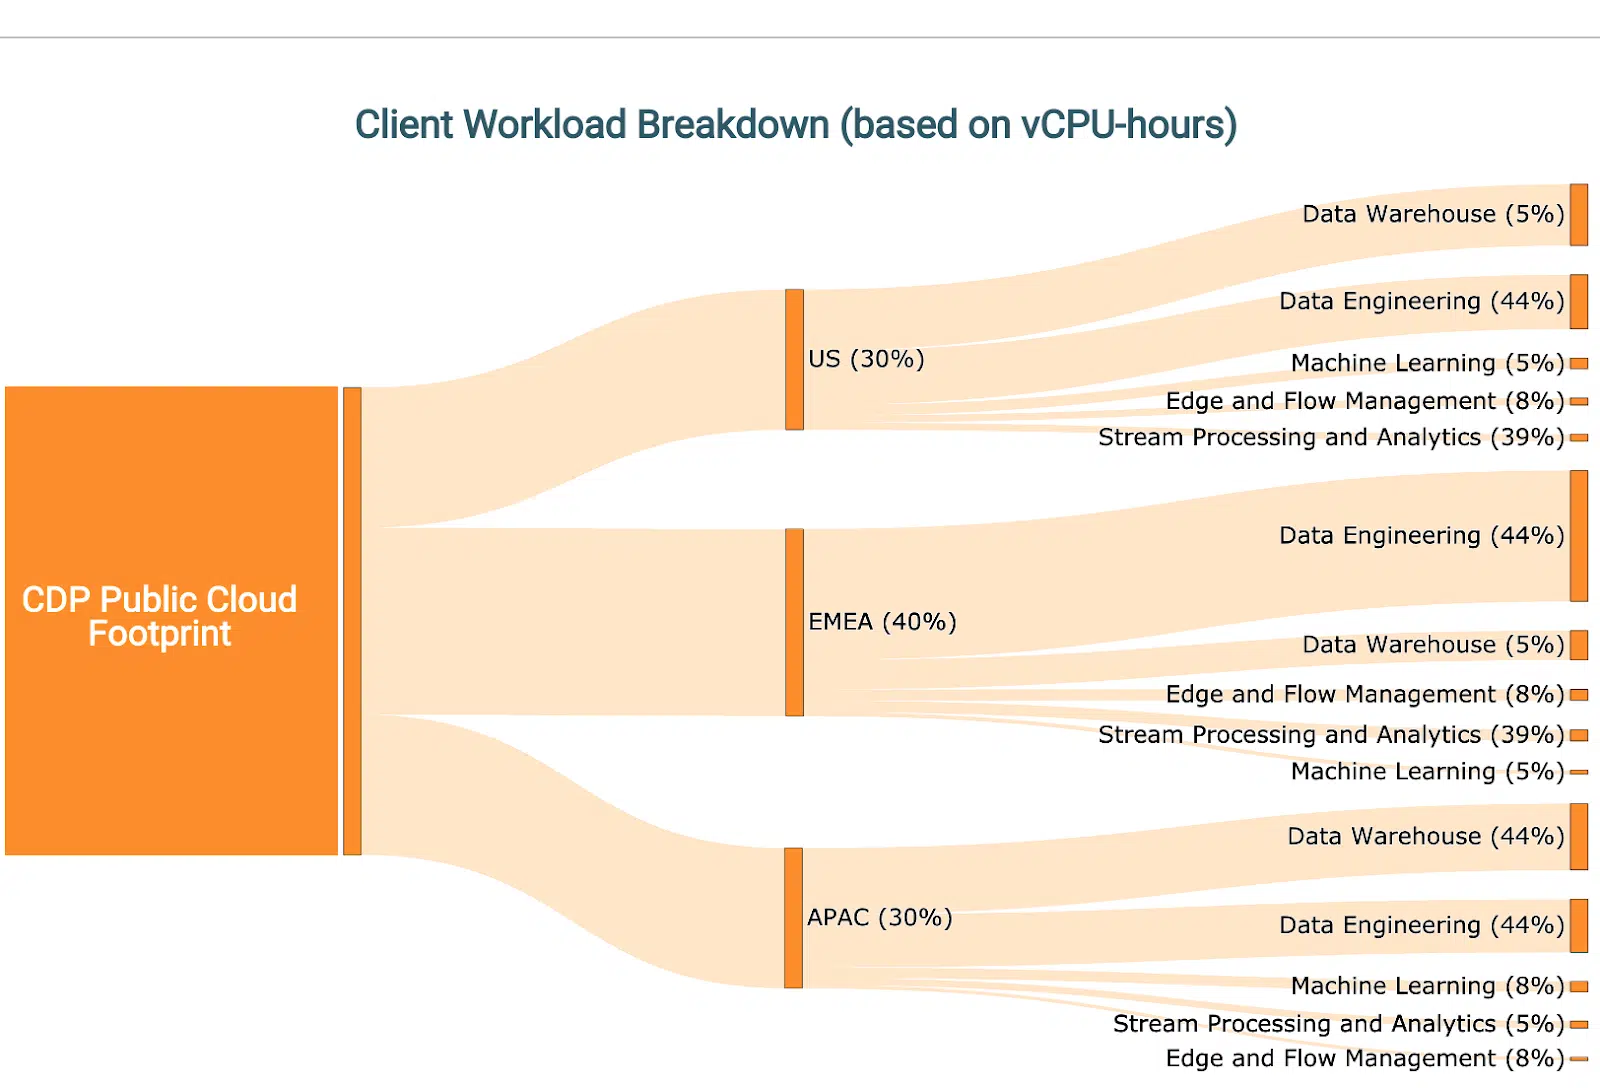 Client Workload Breakdown (based on vCPU-hours)
CDP Public Cloud
Footprint
US (30%)
Data Warehouse (5%)
Data Engineering (44%)
Machine Learning (5%)
Edge and Flow Management (8%)
Stream Processing and Analytics (39%)
EMEA (40%)
Data Engineering (44%)
Data Warehouse (5%)
Edge and Flow Management (8%)
Stream Processing and Analytics (39%)
Machine Learning (5%)
APAC (30%)
Data Warehouse (44%)
Data Engineering (44%)
Machine Learning (8%)
Stream Processing and Analytics (5%)
Edge and Flow Management (8%)